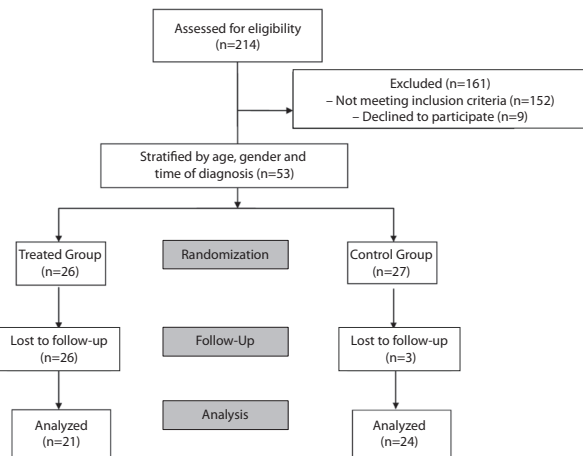 Assessed for eligibility
(n=214)
Excluded (n=161)
– Not meeting inclusion criteria (n=152)
– Declined to participate (n=9)
Stratified by age, gender and
time of diagnosis (n=53)
Treated Group
(n=26)
Randomization
Control Group
(n=27)
Lost to follow-up
(n=26)
Follow-Up
Lost to follow-up
(n=3)
Analyzed
(n=21)
Analysis
Analyzed
(n=24)